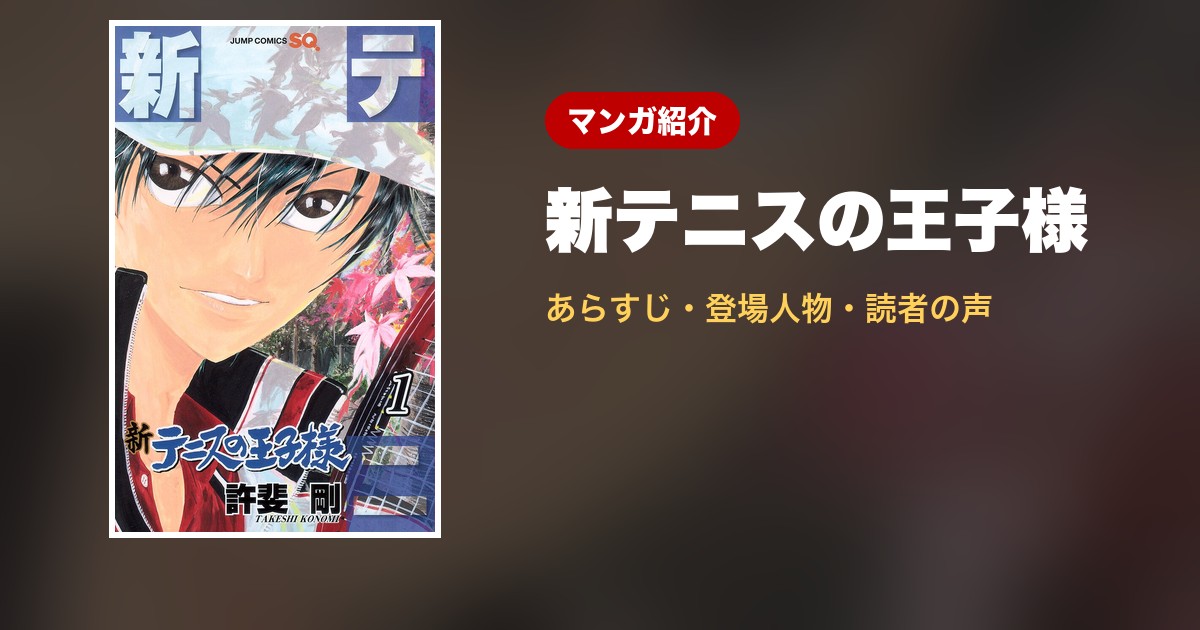 JUMP COMICS SQ.
新 テ
ニ
1
新テニスの王子様
許斐 剛
TAKESHI KONOMI
マンガ紹介
新テニスの王子様
あらすじ・登場人物・読者の声